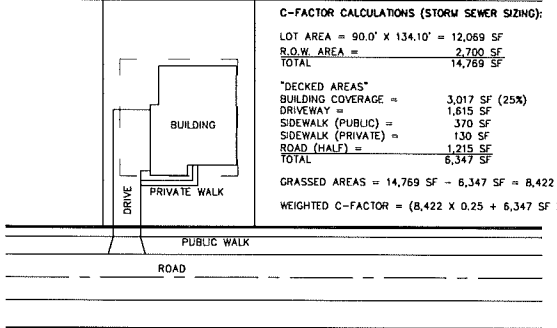 C-FACTOR CALCULATIONS (STORM SEWER SIZING):
LOT AREA = 90.0' X 134.10' = 12,069 SF
R.O.W. AREA = 2,700 SF
TOTAL 14,769 SF
"DECKED AREAS"
BUILDING COVERAGE = 3,017 SF (25%)
DRIVEWAY = 1,615 SF
SIDEWALK (PUBLIC) = 370 SF
SIDEWALK (PRIVATE) = 130 SF
ROAD (HALF) = 1,215 SF
TOTAL 6,347 SF
GRASSED AREAS = 14,769 SF - 6,347 SF = 8,422
WEIGHTED C-FACTOR = (8,422 X 0.25 + 6,347 SF
BUILDING
DRIVE
PRIVATE WALK
PUBLIC WALK
ROAD